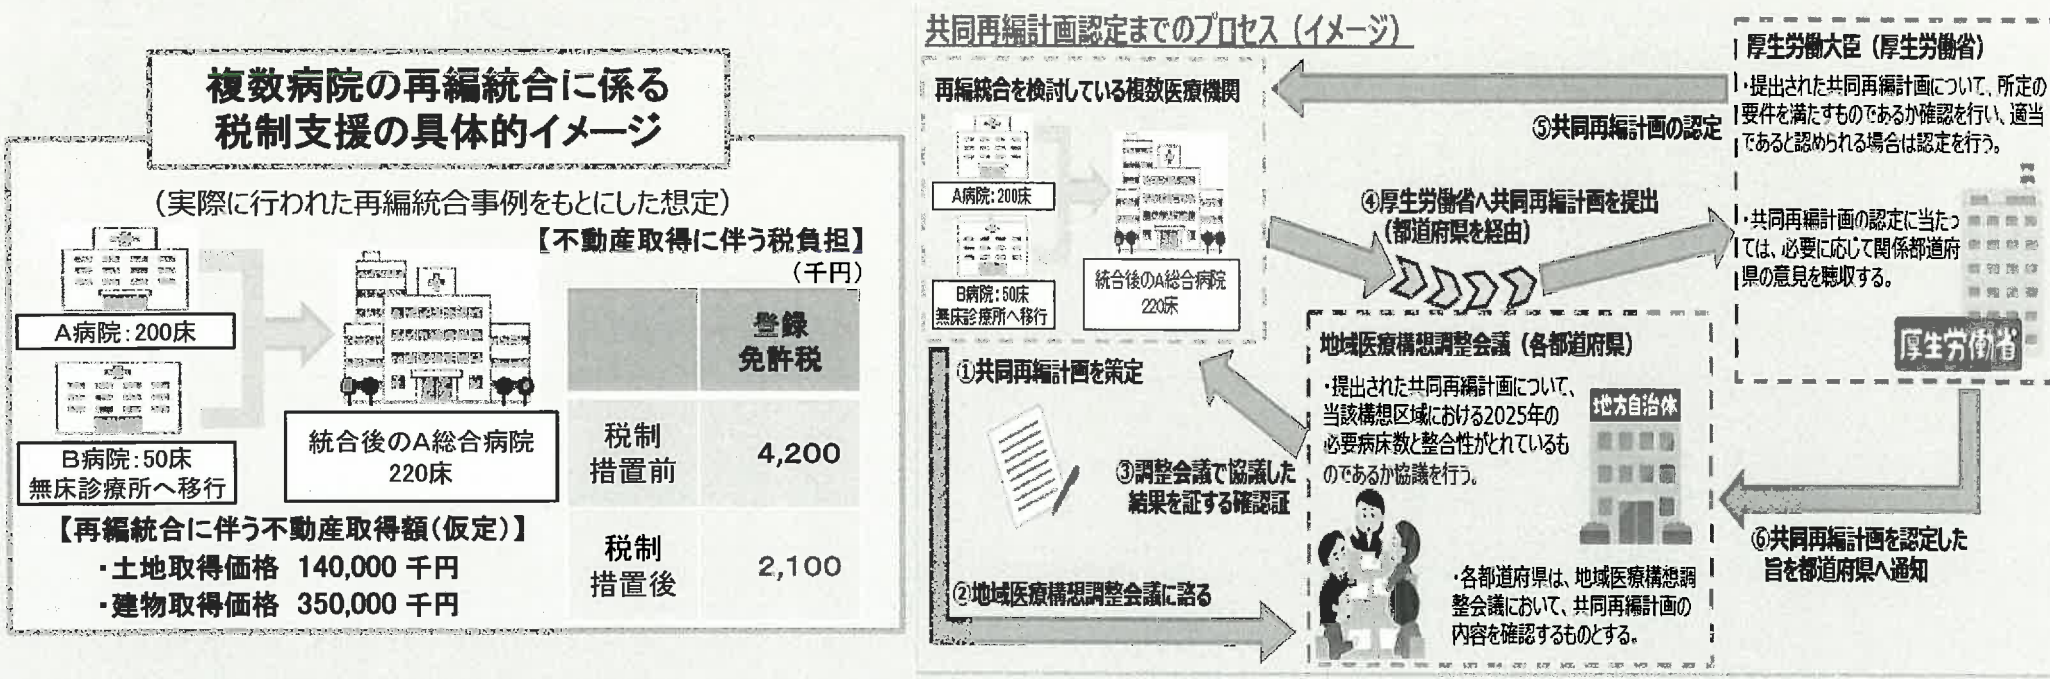 複数病院の再編統合に係る
税制支援の具体的イメージ
（実際に行われた再編統合事例をもとにした想定）
【不動産取得に伴う税負担】
（千円）
A病院：200床
B病院：50床
無床診療所へ移行
統合後のA総合病院
220床
登録
免許税
税制
措置前
4,200
税制
措置後
2,100
【再編統合に伴う不動産取得額（仮定）】
・土地取得価格 140,000 千円
・建物取得価格 350,000 千円
共同再編計画認定までのプロセス（イメージ）
再編統合を検討している複数医療機関
A病院：200床
B病院：50床
無床診療所へ移行
統合後のA総合病院
220床
①共同再編計画を策定
②地域医療構想調整会議に諮る
③調整会議で協議した
結果を証する確認証
④厚生労働省へ共同再編計画を提出
（都道府県を経由）
⑤共同再編計画の認定
地域医療構想調整会議（各都道府県）
・提出された共同再編計画について、
当該構想区域における2025年の
必要病床数と整合性がとれているも
のであるか協議を行う。
地方自治体
・各都道府県は、地域医療構想調
整会議において、共同再編計画の
内容を確認するものとする。
厚生労働大臣（厚生労働省）
・提出された共同再編計画について、所定の
要件を満たすものであるか確認を行い、適当
であると認められる場合は認定を行う。
・共同再編計画の認定に当たっ
ては、必要に応じて関係都道府
県の意見を聴取する。
厚生労働省
⑥共同再編計画を認定した
旨を都道府県へ通知